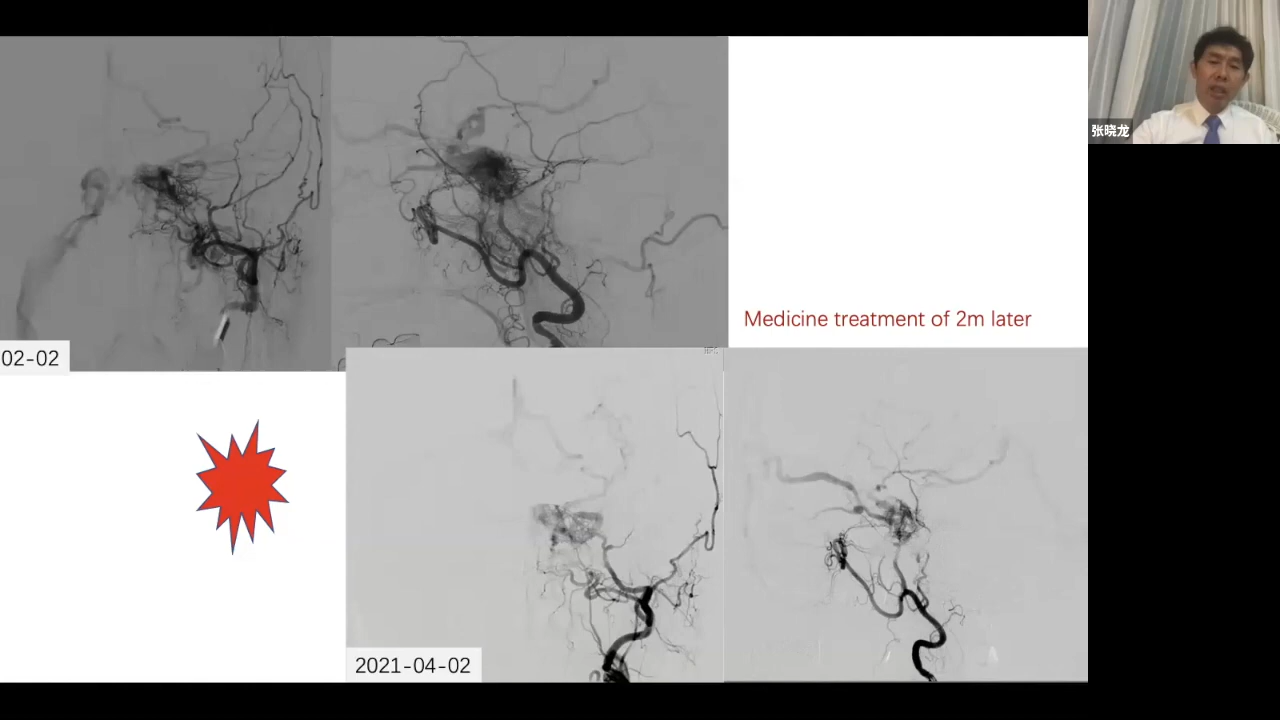 张晓龙
Medicine treatment of 2m later
02-02
2021-04-02